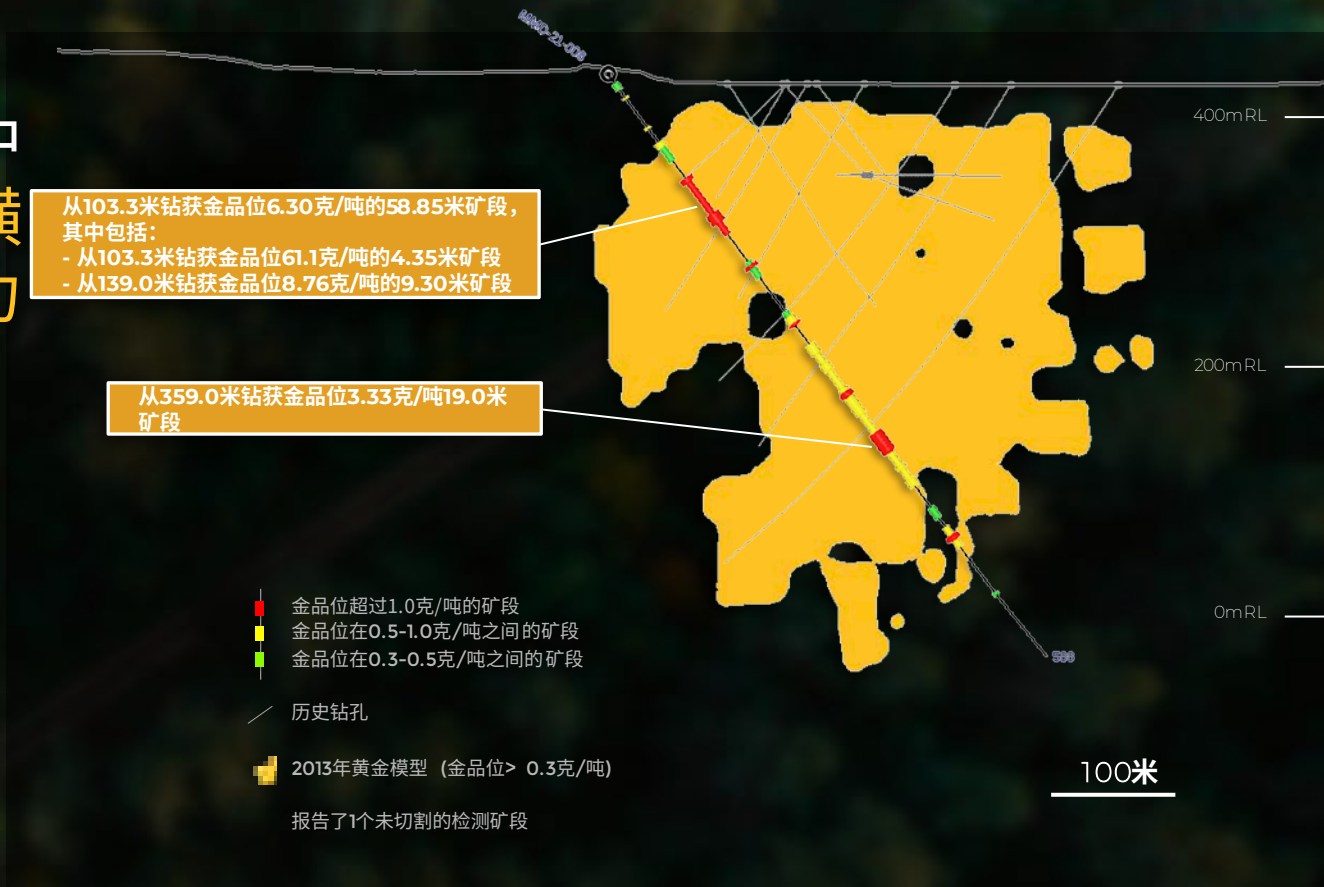 MMD-21-008
400mRL
从103.3米钻获金品位6.30克/吨的58.85米矿段，
其中包括：
- 从103.3米钻获金品位61.1克/吨的4.35米矿段
- 从139.0米钻获金品位8.76克/吨的9.30米矿段
200mRL
从359.0米钻获金品位3.33克/吨19.0米
矿段
0mRL
金品位超过1.0克/吨的矿段
金品位在0.5-1.0克/吨之间的矿段
金品位在0.3-0.5克/吨之间的矿段
历史钻孔
2013年黄金模型（金品位> 0.3克/吨)
100米
报告了1个未切割的检测矿段